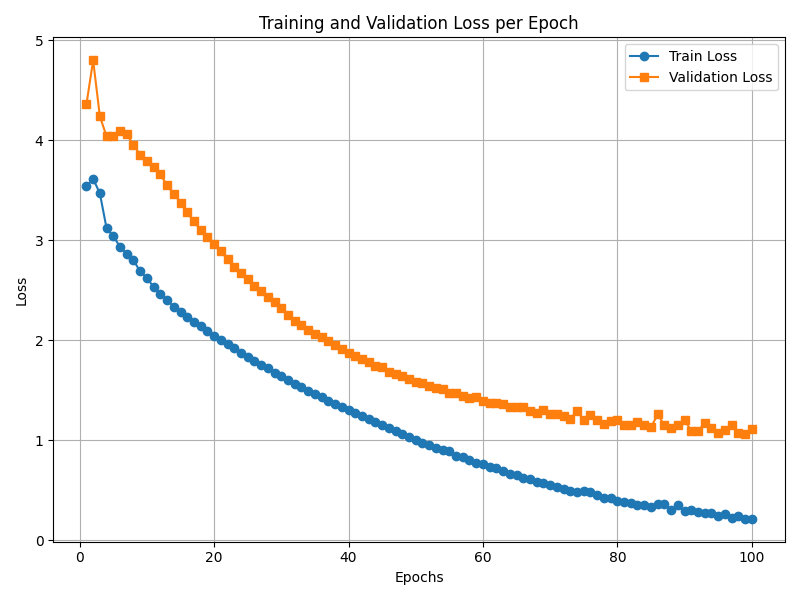 Training and Validation Loss per Epoch
Train Loss
Validation Loss
5
4
3
2
1
0
Loss
0 20 40 60 80 100
Epochs